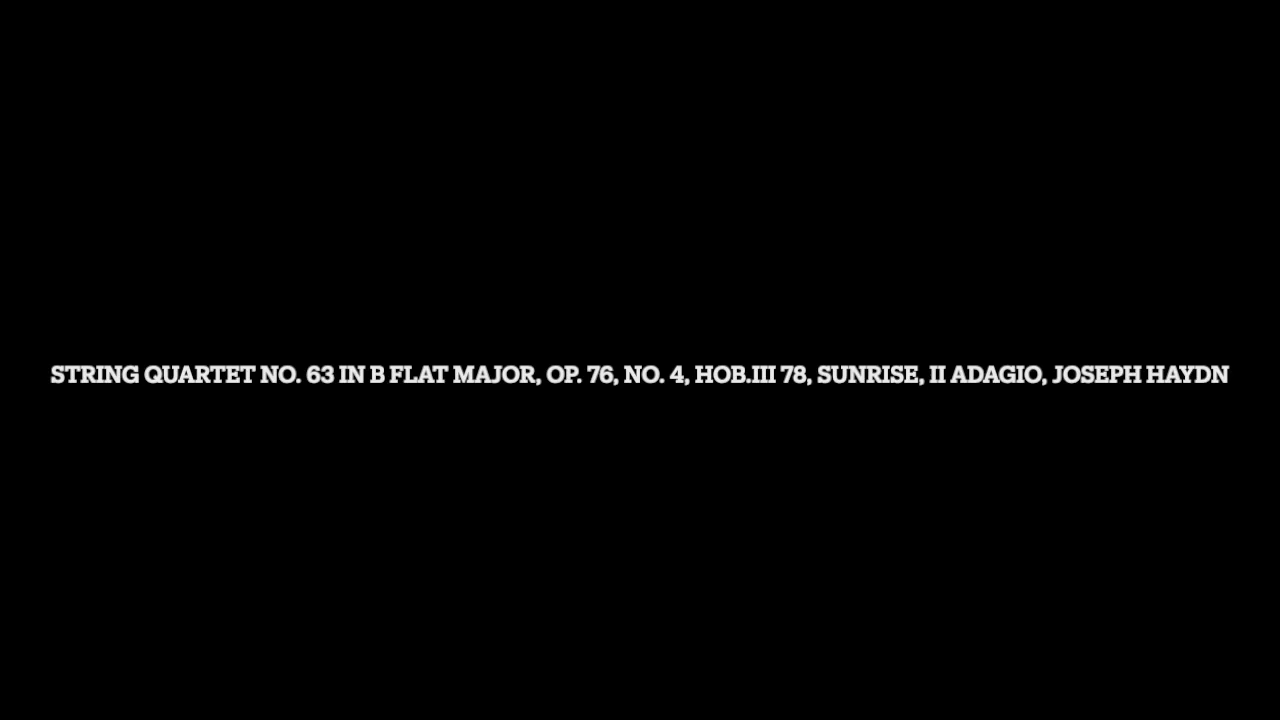 STRING QUARTET NO. 63 IN B FLAT MAJOR, OP. 76, NO. 4, HOB.III 78, SUNRISE, II ADAGIO, JOSEPH HAYDN